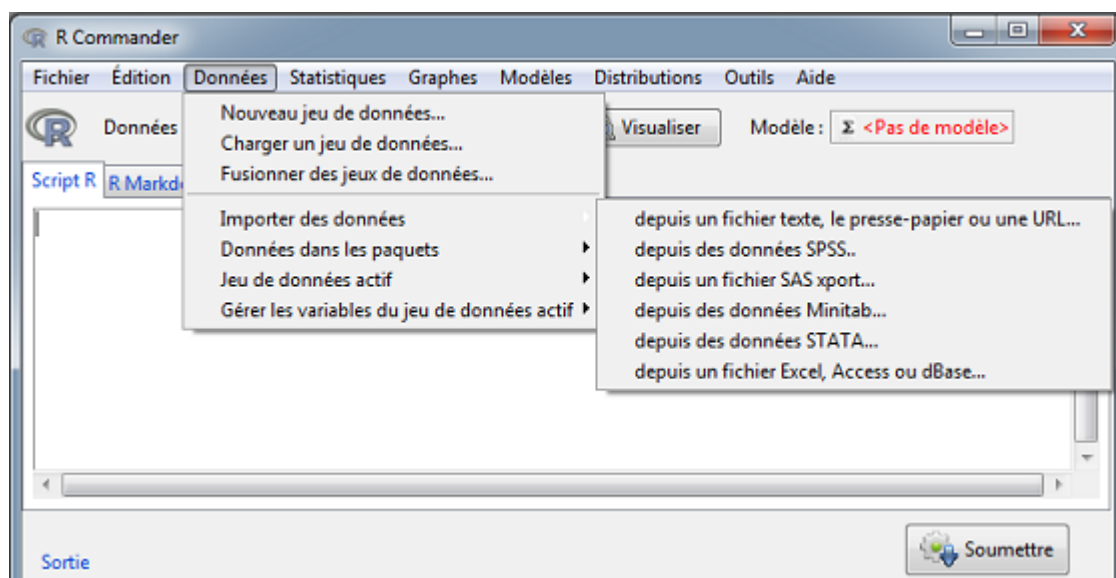 R Commander
Fichier Édition Données Statistiques Graphes Modèles Distributions Outils Aide
Données
Visualiser
Modèle : Σ <Pas de modèle>
Nouveau jeu de données...
Charger un jeu de données...
Fusionner des jeux de données...
Importer des données
Données dans les paquets
Jeu de données actif
Gérer les variables du jeu de données actif
Script R
depuis un fichier texte, le presse-papier ou une URL...
depuis des données SPSS..
depuis un fichier SAS xport...
depuis des données Minitab...
depuis des données STATA...
depuis un fichier Excel, Access ou dBase...
Soumettre
Sortie